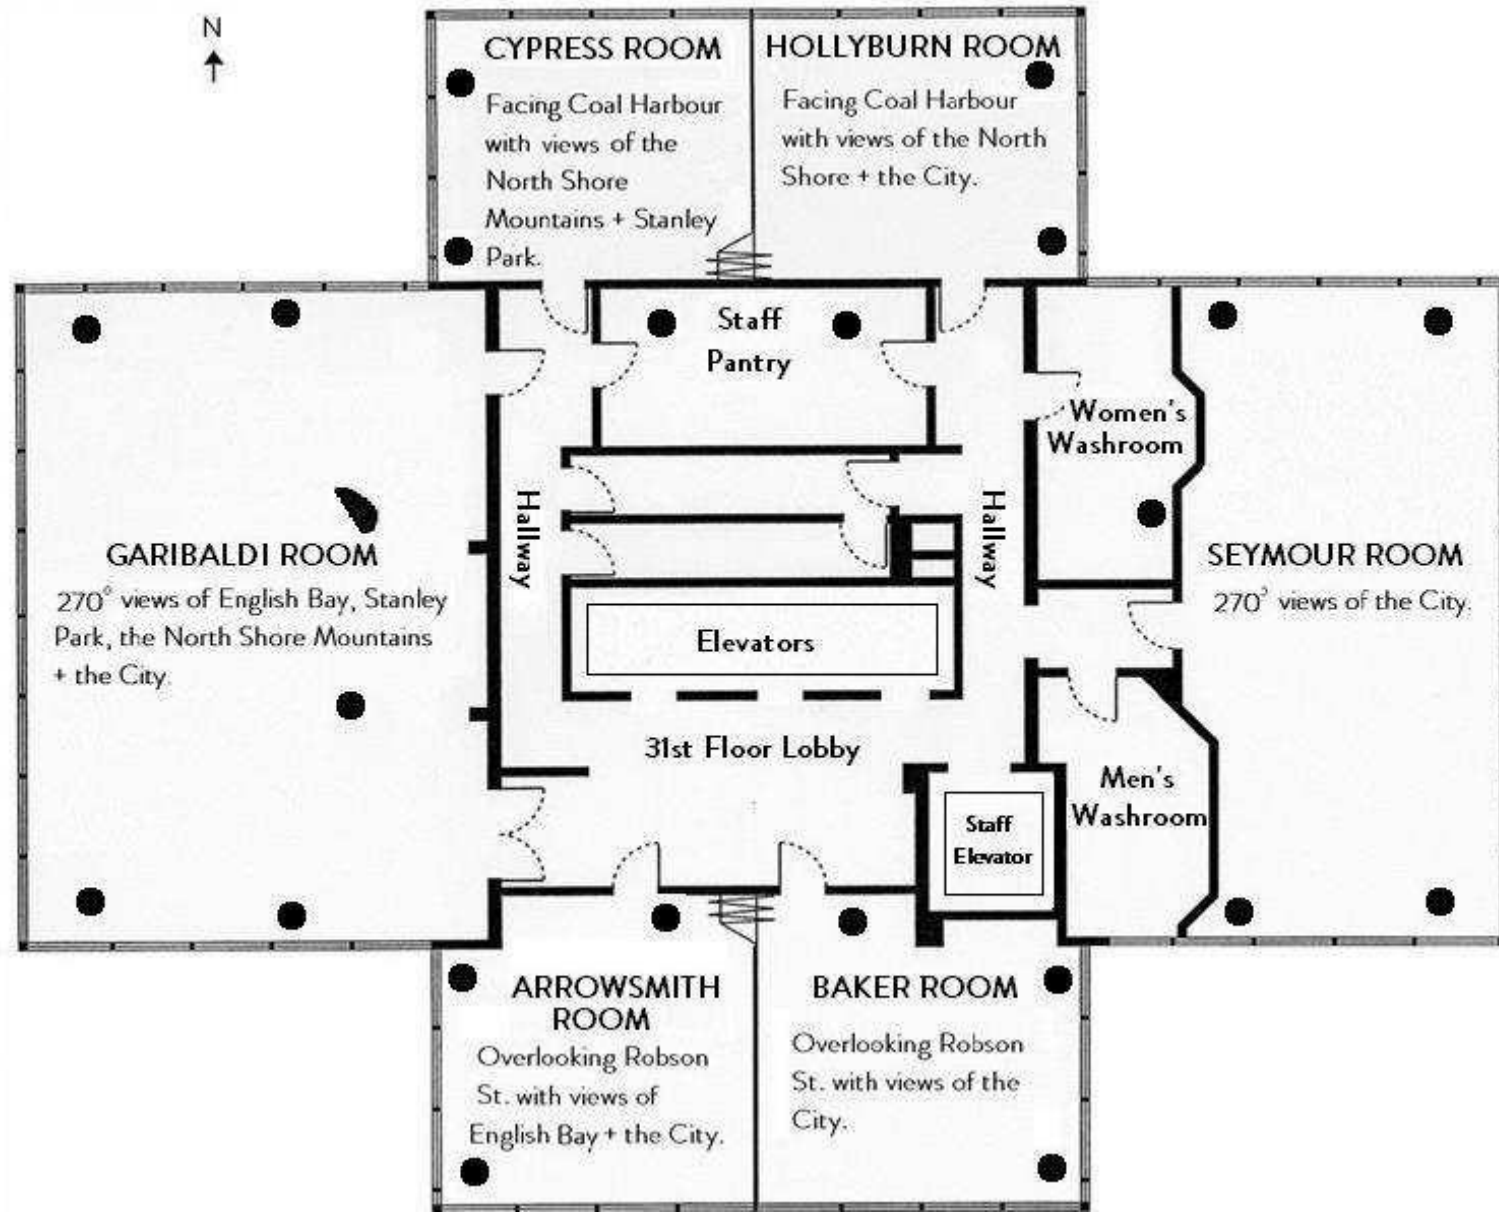 N
CYPRESS ROOM
Facing Coal Harbour
with views of the
North Shore
Mountains + Stanley
Park.
HOLLYBURN ROOM
Facing Coal Harbour
with views of the North
Shore + the City.
Staff
Pantry
Women's
Washroom
Hallway
Hallway
GARIBALDI ROOM
270° views of English Bay, Stanley
Park, the North Shore Mountains
+ the City.
SEYMOUR ROOM
270° views of the City.
Elevators
31st Floor Lobby
Men's
Washroom
Staff
Elevator
ARROWSMITH
ROOM
Overlooking Robson
St. with views of
English Bay + the City.
BAKER ROOM
Overlooking Robson
St. with views of the
City.